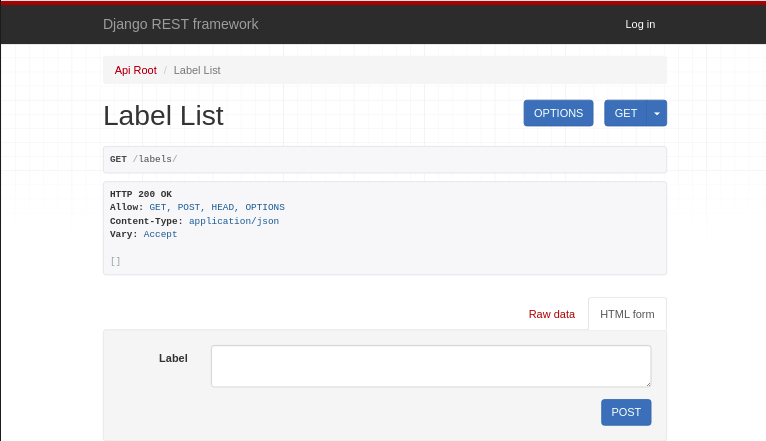 Django REST framework Log in
Api Root / Label List
Label List OPTIONS GET
GET /labels/
HTTP 200 OK
Allow: GET, POST, HEAD, OPTIONS
Content-Type: application/json
Vary: Accept
[]
Raw data HTML form
Label
POST